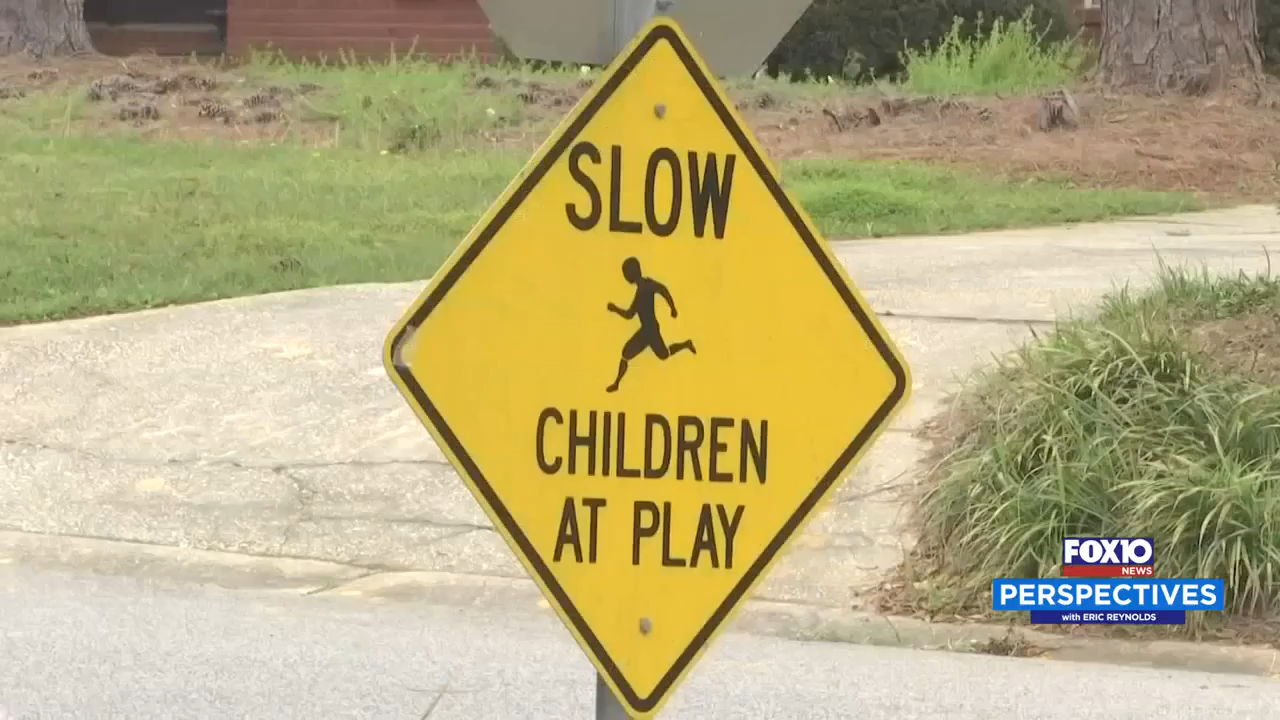 SLOW
CHILDREN
AT PLAY
FOX10
NEWS
PERSPECTIVES
with ERIC REYNOLDS